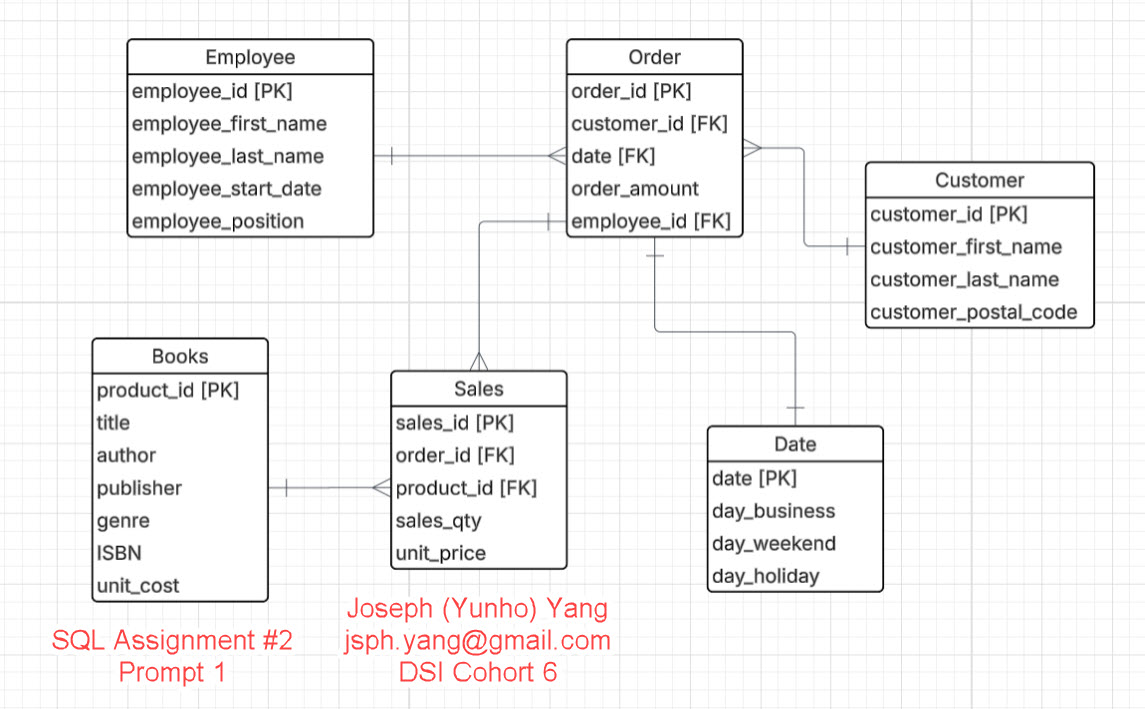 Employee
employee_id [PK]
employee_first_name
employee_last_name
employee_start_date
employee_position
Order
order_id [PK]
customer_id [FK]
date [FK]
order_amount
employee_id [FK]
Customer
customer_id [PK]
customer_first_name
customer_last_name
customer_postal_code
Books
product_id [PK]
title
author
publisher
genre
ISBN
unit_cost
Sales
sales_id [PK]
order_id [FK]
product_id [FK]
sales_qty
unit_price
Date
date [PK]
day_business
day_weekend
day_holiday
SQL Assignment #2
Prompt 1
Joseph (Yunho) Yang
jsph.yang@gmail.com
DSI Cohort 6